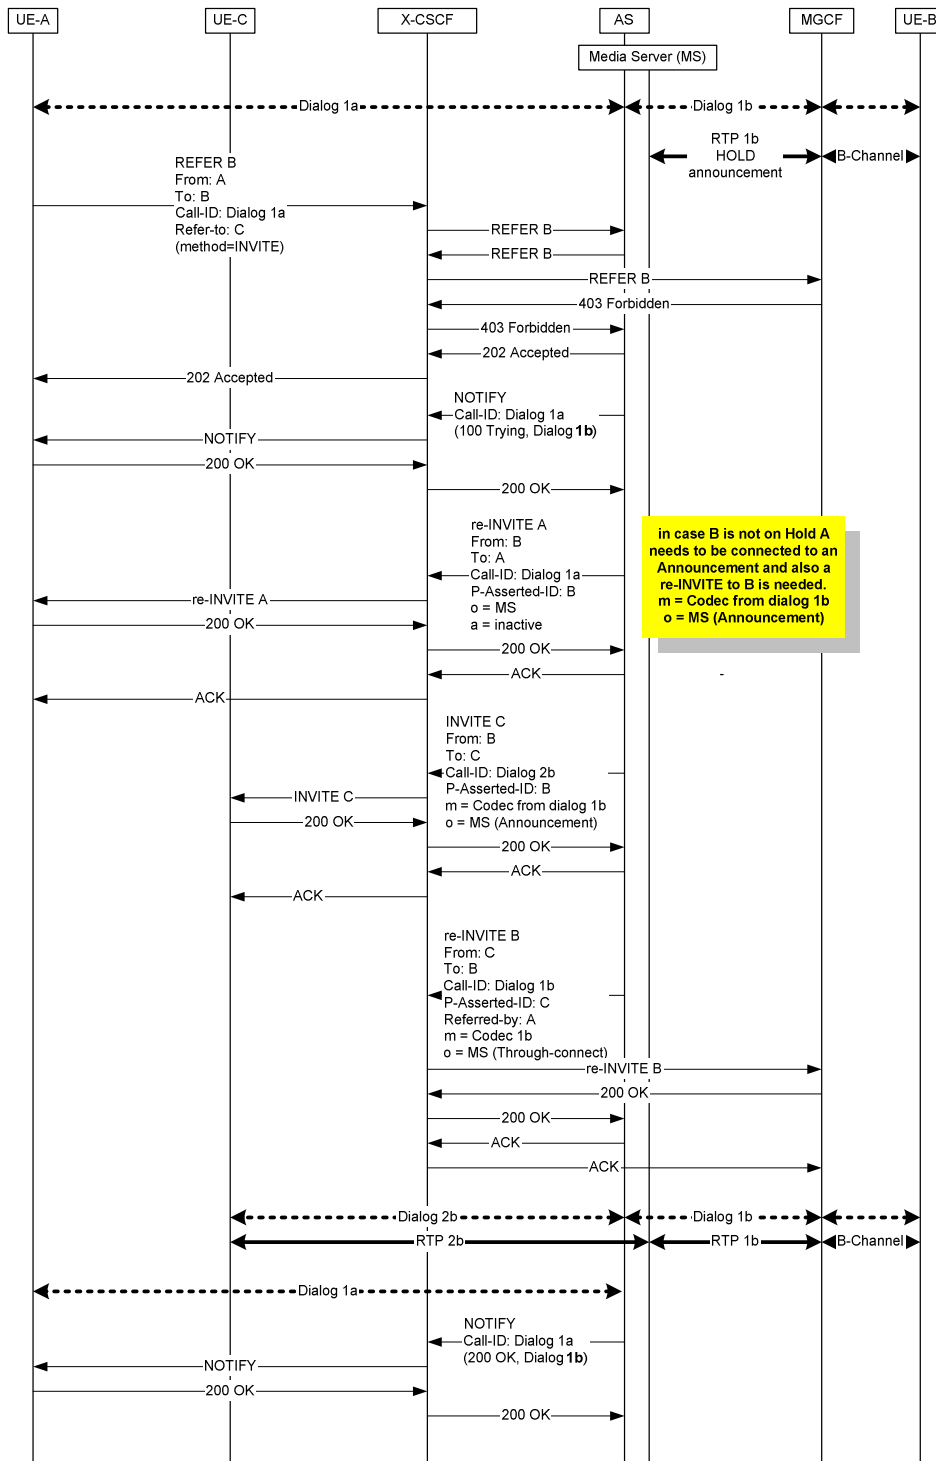 UE-A
UE-C
X-CSCF
AS
MGCF
UE-B
Media Server (MS)
Dialog 1a
Dialog 1b
RTP 1b
HOLD
announcement
B-Channel
REFER B
From: A
To: B
Call-ID: Dialog 1a
Refer-to: C
(method=INVITE)
REFER B
REFER B
REFER B
403 Forbidden
403 Forbidden
202 Accepted
202 Accepted
NOTIFY
Call-ID: Dialog 1a
(100 Trying, Dialog 1b)
NOTIFY
200 OK
200 OK
re-INVITE A
From: B
To: A
Call-ID: Dialog 1a
P-Asserted-ID: B
o = MS
a = inactive
in case B is not on Hold A
needs to be connected to an
Announcement and also a
re-INVITE to B is needed.
m = Codec from dialog 1b
o = MS (Announcement)
re-INVITE A
200 OK
200 OK
ACK
-
ACK
INVITE C
From: B
To: C
Call-ID: Dialog 2b
P-Asserted-ID: B
m = Codec from dialog 1b
o = MS (Announcement)
INVITE C
200 OK
200 OK
ACK
ACK
re-INVITE B
From: C
To: B
Call-ID: Dialog 1b
P-Asserted-ID: C
Referred-by: A
m = Codec 1b
o = MS (Through-connect)
re-INVITE B
200 OK
200 OK
ACK
ACK
Dialog 2b
Dialog 1b
RTP 2b
RTP 1b
B-Channel
Dialog 1a
NOTIFY
Call-ID: Dialog 1a
(200 OK, Dialog 1b)
NOTIFY
200 OK
200 OK